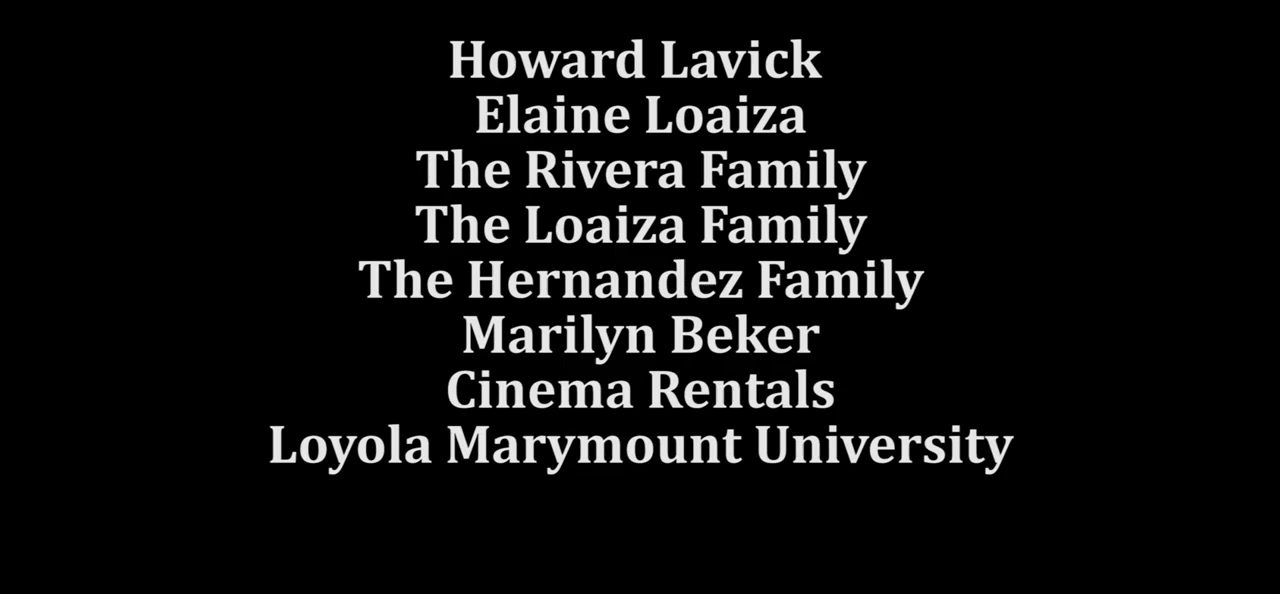 Howard Lavick
Elaine Loaiza
The Rivera Family
The Loaiza Family
The Hernandez Family
Marilyn Beker
Cinema Rentals
Loyola Marymount University